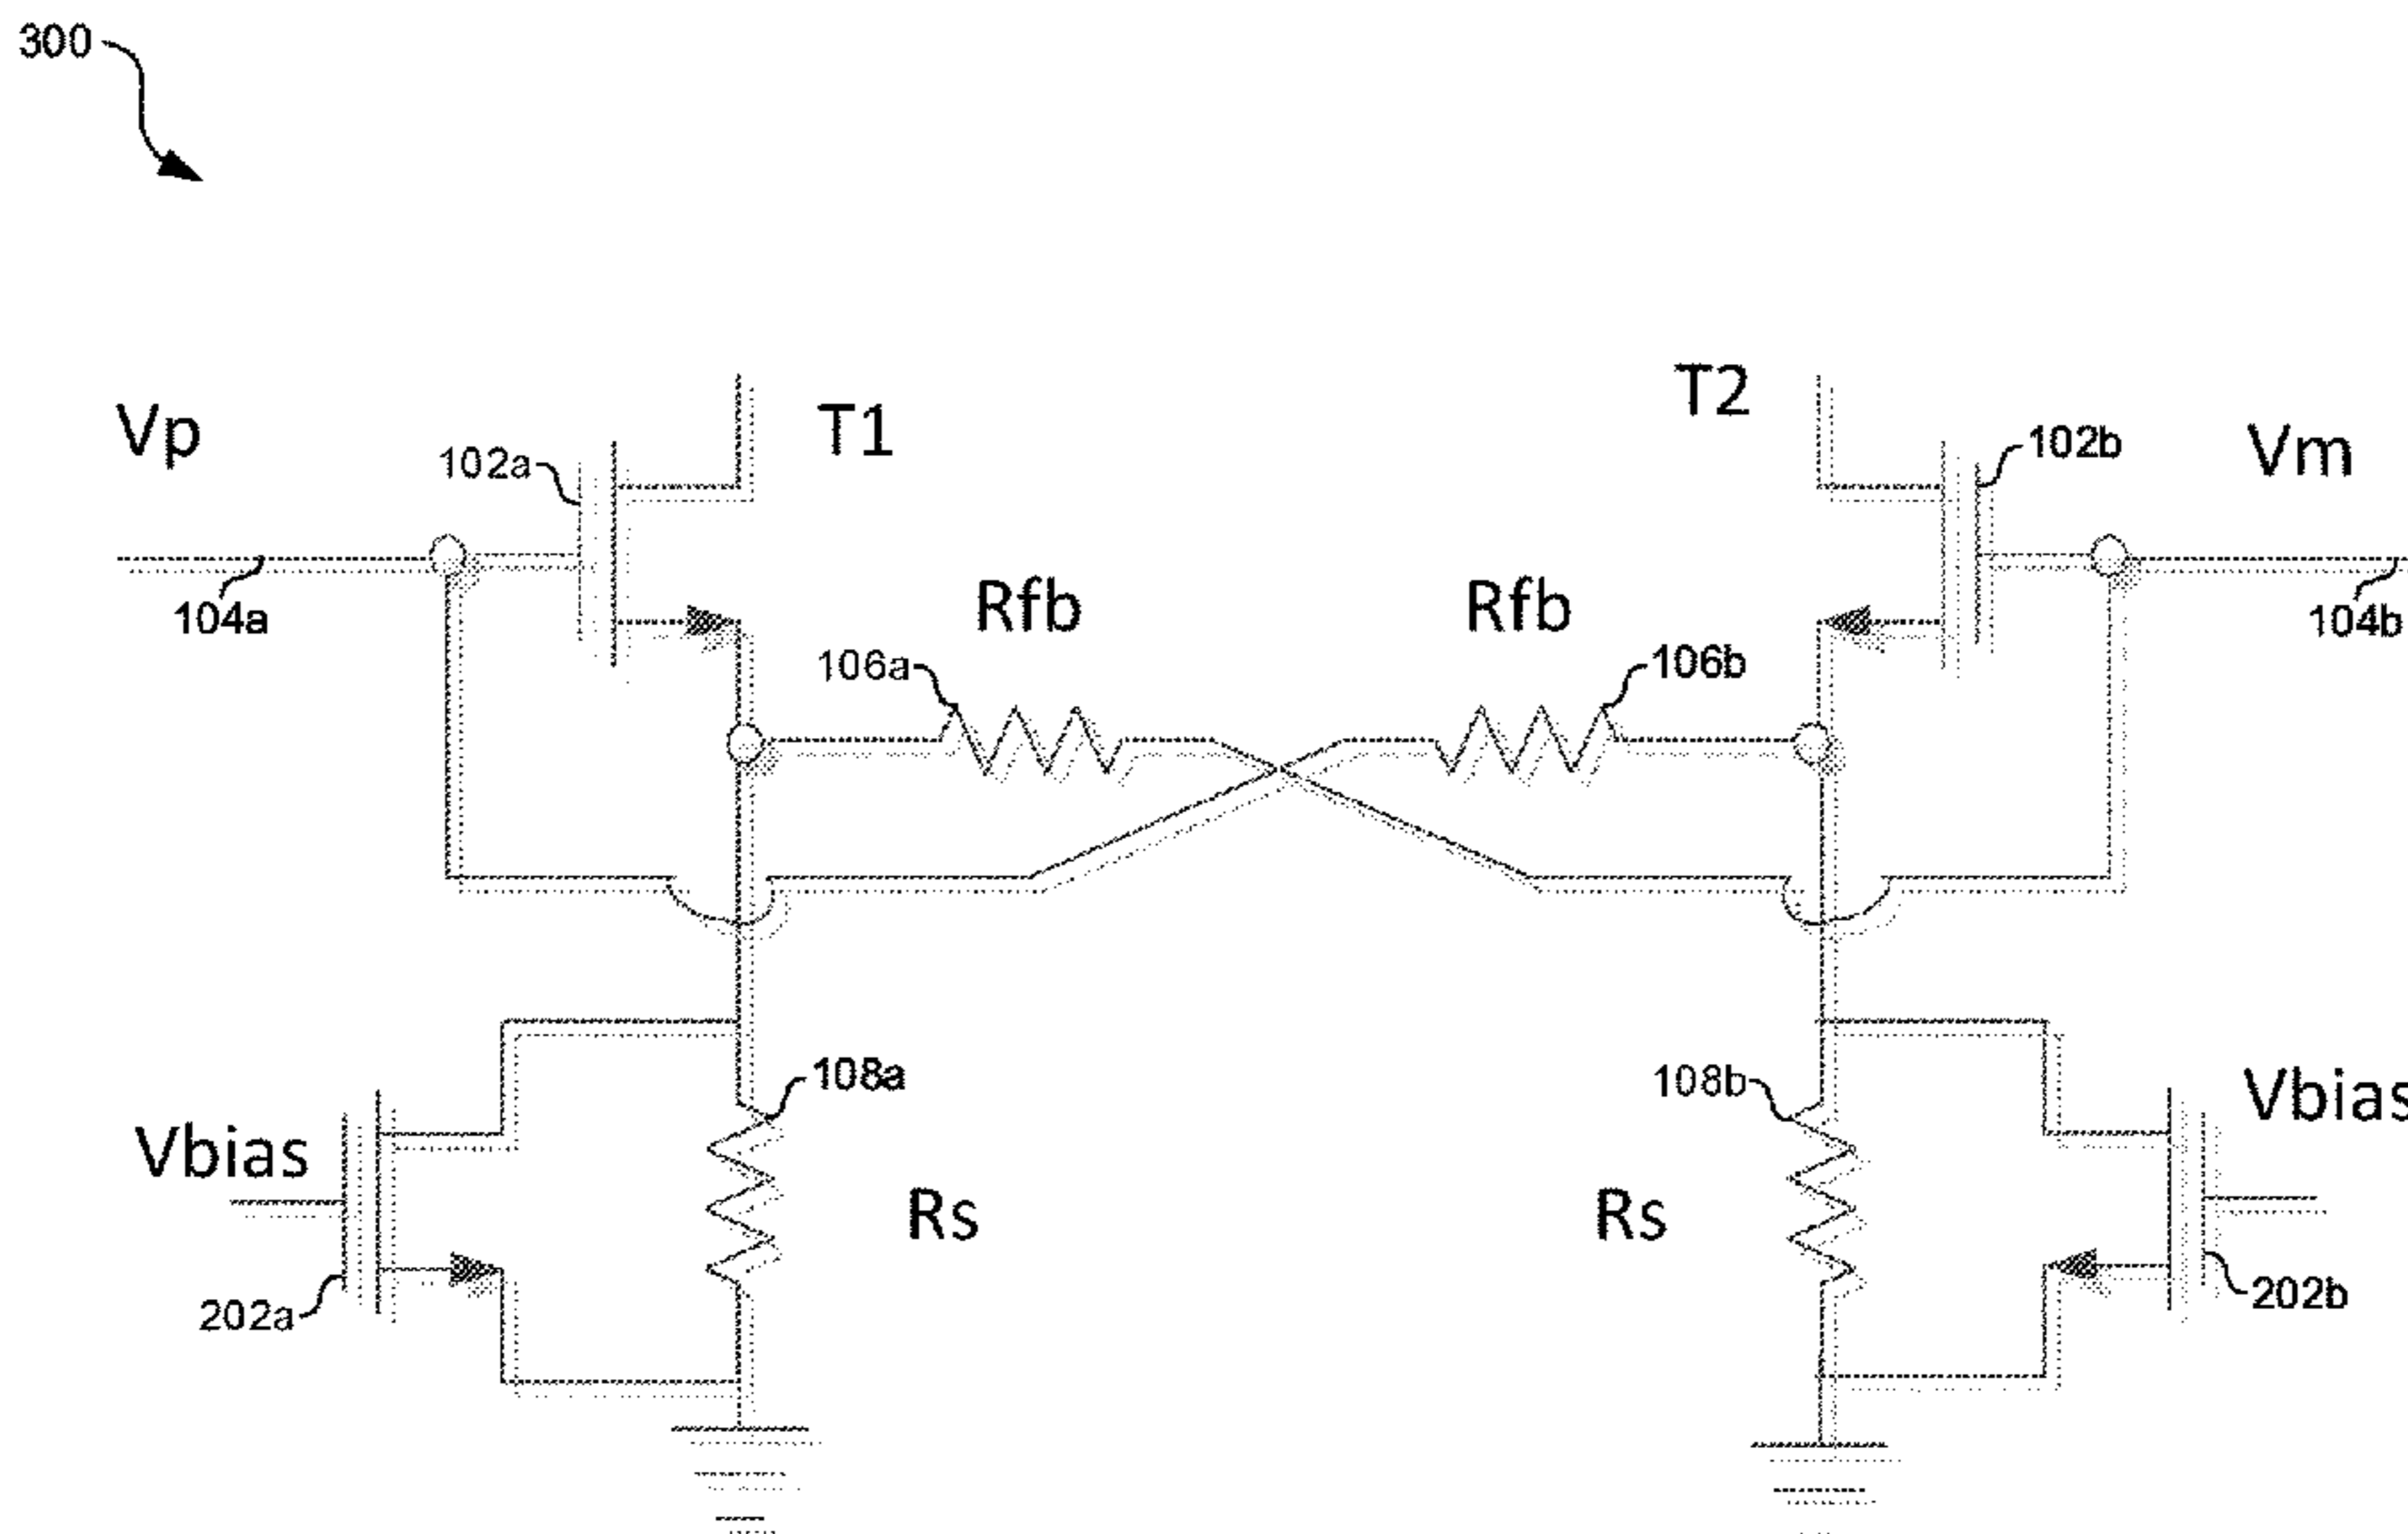 300
T1
T2
Vp
Vm
102a
102b
104a
104b
Rfb
Rfb
106a
106b
108a
108b
Vbias
Vbias
Rs
Rs
202a
202b